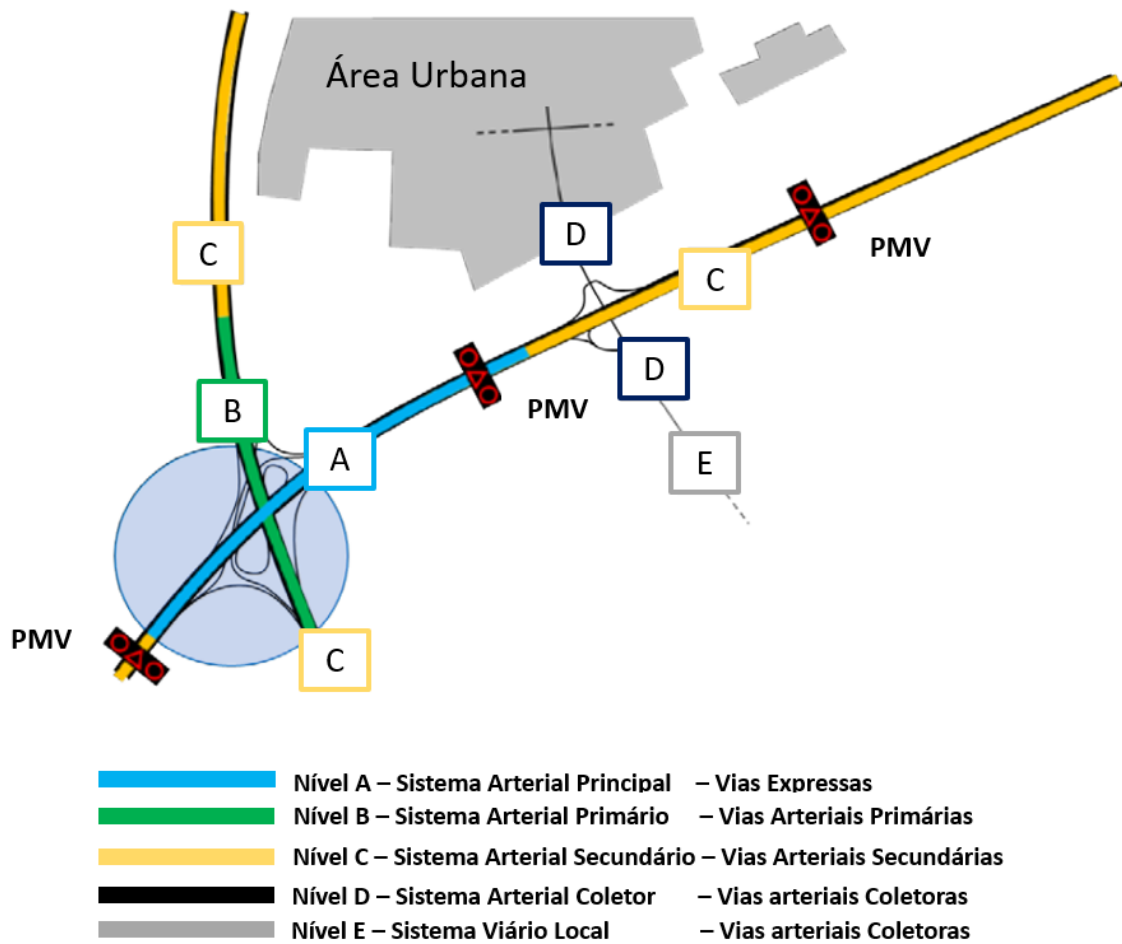 Área Urbana
D
C
PMV
C
D
PMV
B
A
E
PMV
C
Nível A – Sistema Arterial Principal – Vias Expressas
Nível B – Sistema Arterial Primário – Vias Arteriais Primárias
Nível C – Sistema Arterial Secundário – Vias Arteriais Secundárias
Nível D – Sistema Arterial Coletor – Vias arteriais Coletoras
Nível E – Sistema Viário Local – Vias arteriais Coletoras